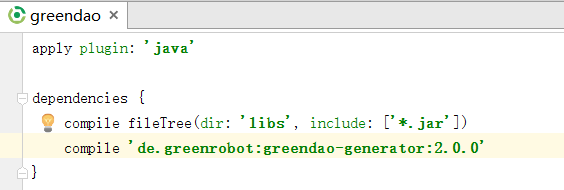 greendao
apply plugin: 'java'
dependencies {
compile fileTree(dir: 'libs', include: ['*.jar'])
compile 'de.greenrobot:greendao-generator:2.0.0'
}